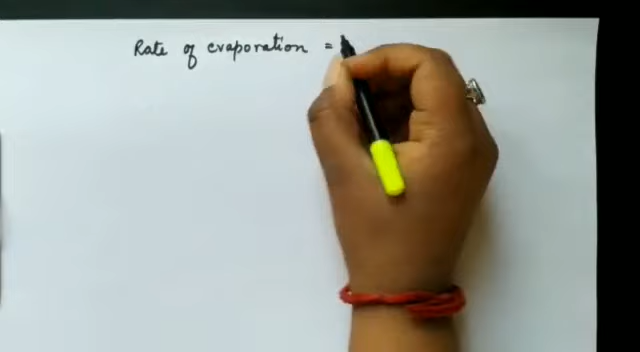 Rate of evaporation =